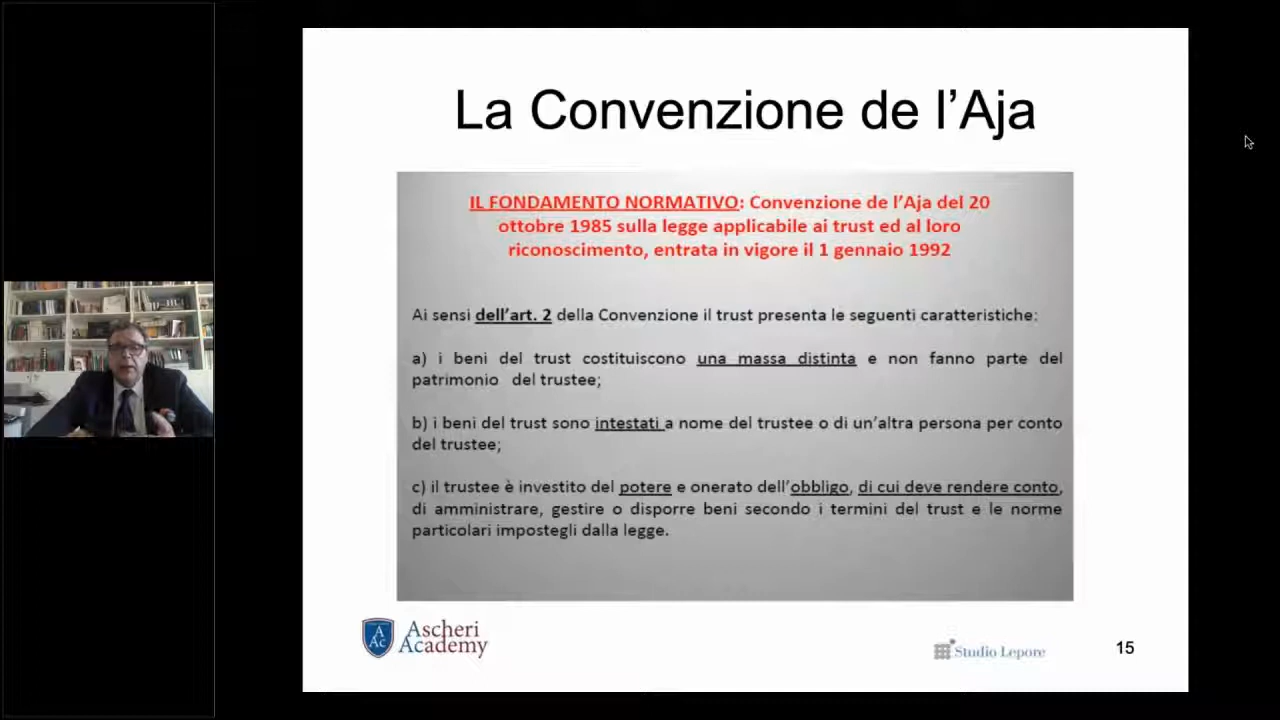 La Convenzione de l’Aja
IL FONDAMENTO NORMATIVO: Convenzione de l’Aja del 20
ottobre 1985 sulla legge applicabile ai trust ed al loro
riconoscimento, entrata in vigore il 1 gennaio 1992
Ai sensi dell’art. 2 della Convenzione il trust presenta le seguenti caratteristiche:
a) i beni del trust costituiscono una massa distinta e non fanno parte del
patrimonio del trustee;
b) i beni del trust sono intestati a nome del trustee o di un’altra persona per conto
del trustee;
c) il trustee è investito del potere e onerato dell’obbligo, di cui deve rendere conto,
di amministrare, gestire o disporre beni secondo i termini del trust e le norme
particolari impostegli dalla legge.
A
Ac
Ascheri
Academy
Studio Lepore
15